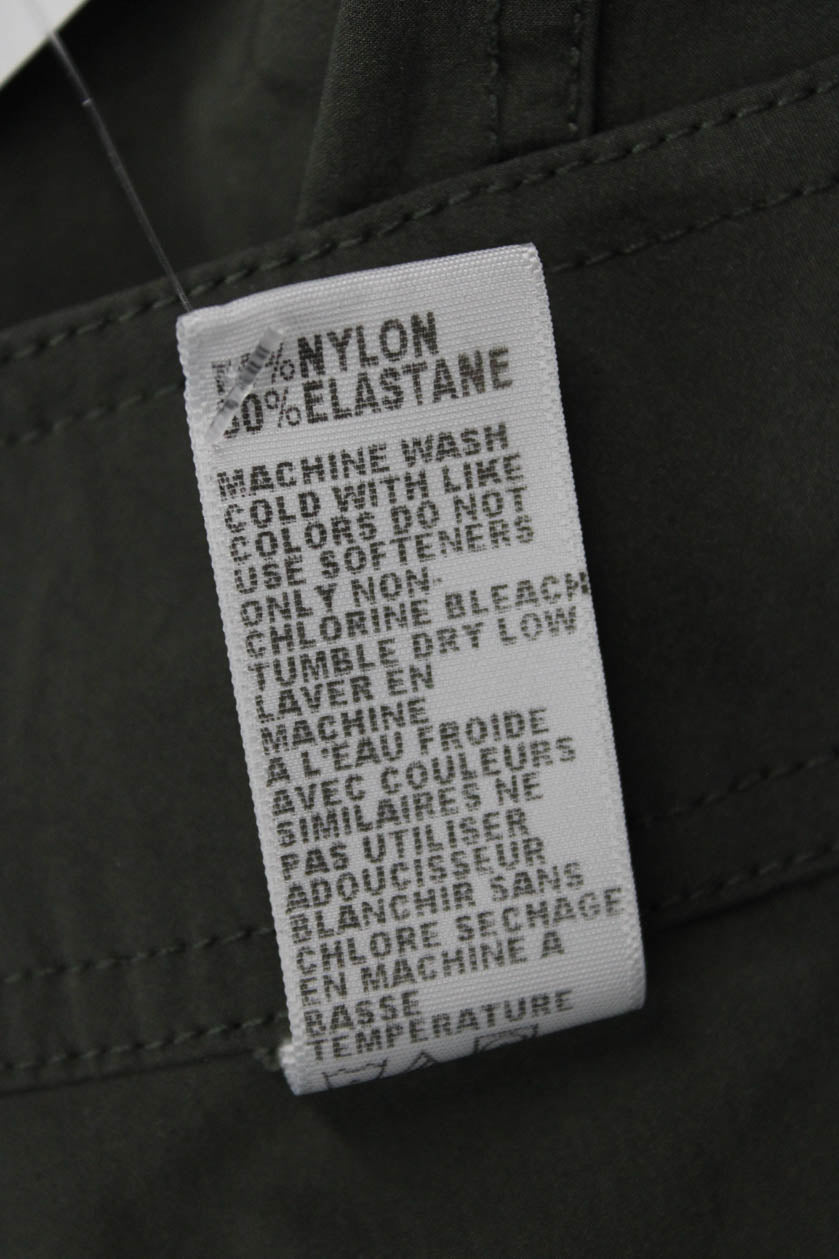 %NYLON
%ELASTANE
MACHINE WASH
COLD WITH LIKE
COLORS DO NOT
USE SOFTENERS
ONLY NON-
CHLORINE BLEACH
TUMBLE DRY LOW
LAVER EN
MACHINE
A L'EAU FROIDE
AVEC COULEURS
SIMILAIRES NE
PAS UTILISER
ADOUCISSEUR
BLANCHIR SANS
CHLORE SECHAGE
EN MACHINE A
BASSE
TEMPERATURE